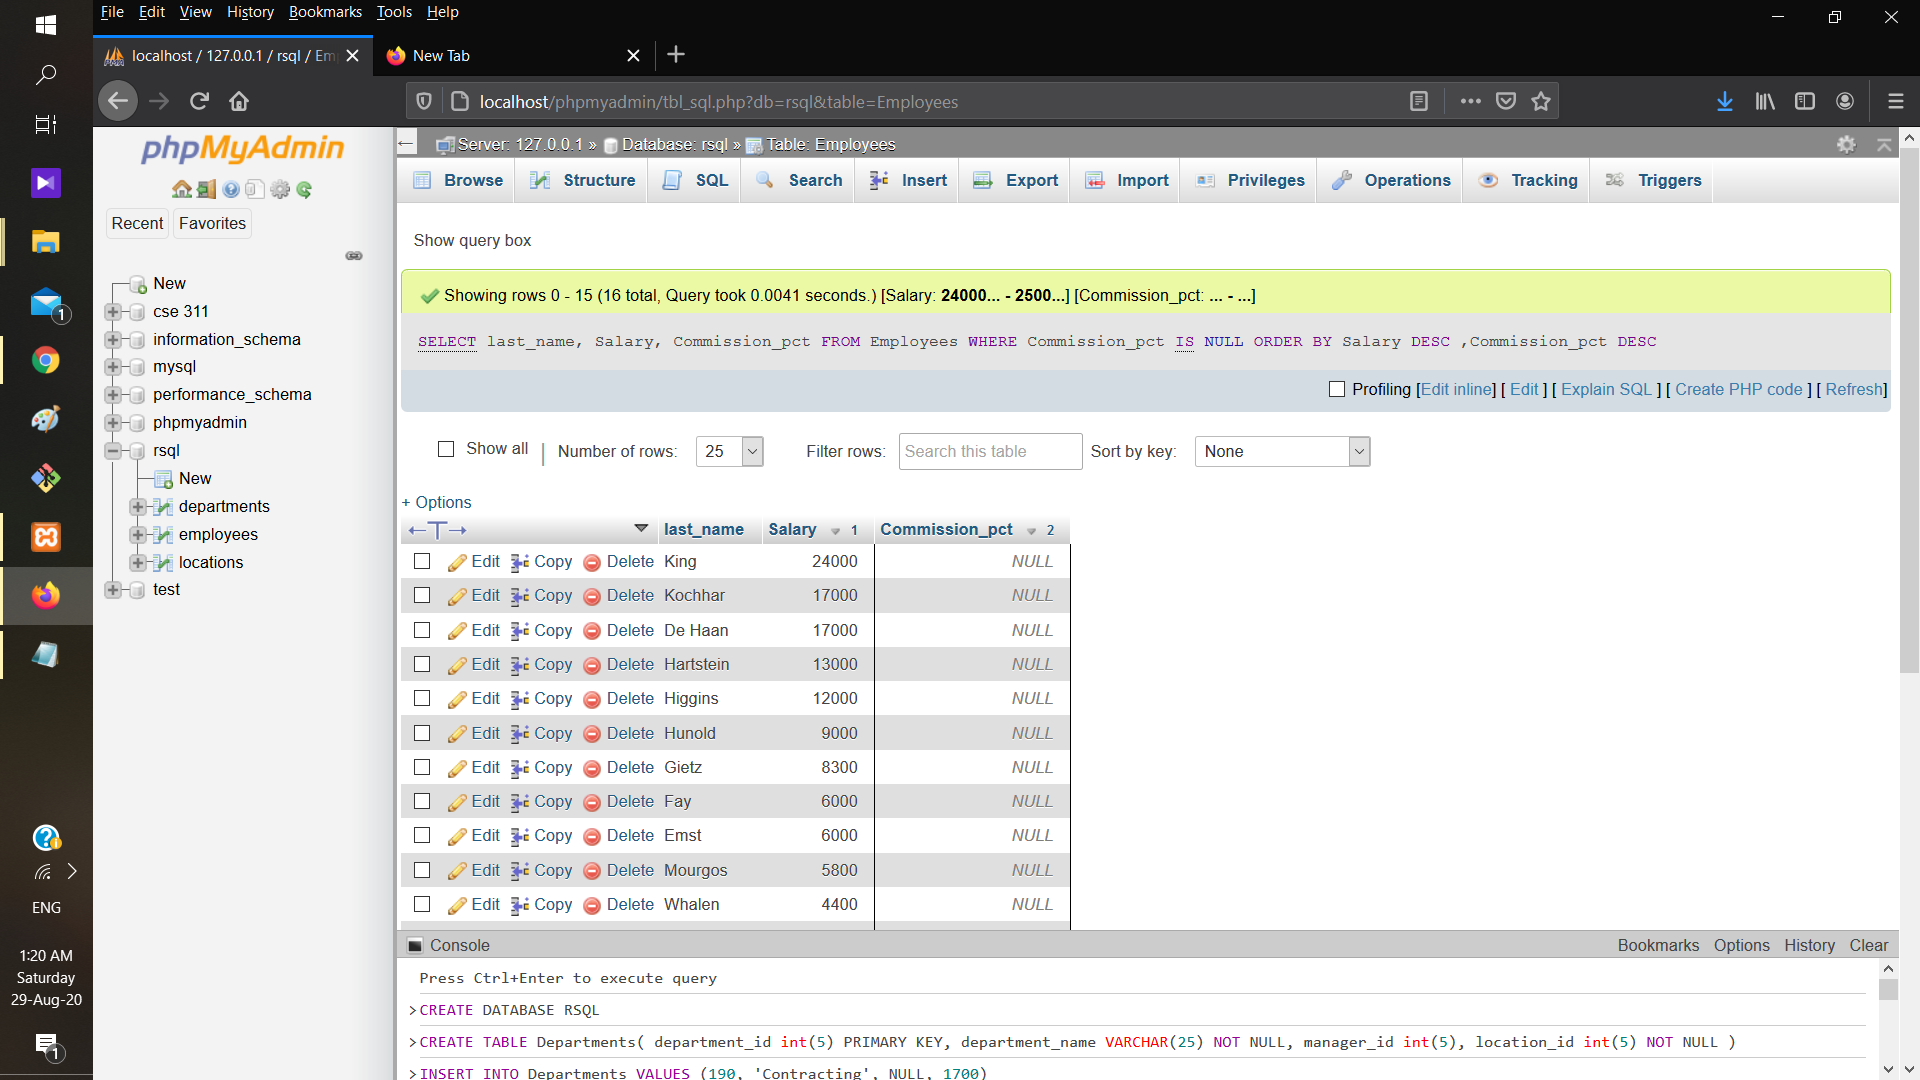 File Edit View History Bookmarks Tools Help
localhost / 127.0.0.1 / rsql / Em
New Tab
localhost/phpmyadmin/tbl_sql.php?db=rsql&table=Employees
phpMyAdmin
Recent Favorites
New
cse 311
information_schema
mysql
performance_schema
phpmyadmin
rsql
New
departments
employees
locations
test
Server: 127.0.0.1 » Database: rsql » Table: Employees
Browse Structure SQL Search Insert Export Import Privileges Operations Tracking Triggers
Show query box
Showing rows 0 - 15 (16 total, Query took 0.0041 seconds.) [Salary: 24000... - 2500...] [Commission_pct: ... - ...]
SELECT last_name, Salary, Commission_pct FROM Employees WHERE Commission_pct IS NULL ORDER BY Salary DESC ,Commission_pct DESC
Profiling [Edit inline] [ Edit ] [ Explain SQL ] [ Create PHP code ] [ Refresh]
Show all | Number of rows: 25 Filter rows: Search this table Sort by key: None
+ Options
←T→ last_name Salary 1 Commission_pct 2
Edit Copy Delete King 24000 NULL
Edit Copy Delete Kochhar 17000 NULL
Edit Copy Delete De Haan 17000 NULL
Edit Copy Delete Hartstein 13000 NULL
Edit Copy Delete Higgins 12000 NULL
Edit Copy Delete Hunold 9000 NULL
Edit Copy Delete Gietz 8300 NULL
Edit Copy Delete Fay 6000 NULL
Edit Copy Delete Emst 6000 NULL
Edit Copy Delete Mourgos 5800 NULL
Edit Copy Delete Whalen 4400 NULL
Console Bookmarks Options History Clear
Press Ctrl+Enter to execute query
>CREATE DATABASE RSQL
>CREATE TABLE Departments( department_id int(5) PRIMARY KEY, department_name VARCHAR(25) NOT NULL, manager_id int(5), location_id int(5) NOT NULL )
>INSERT INTO Departments VALUES (190, 'Contracting', NULL, 1700)
1
ENG
1:20 AM
Saturday
29-Aug-20
1